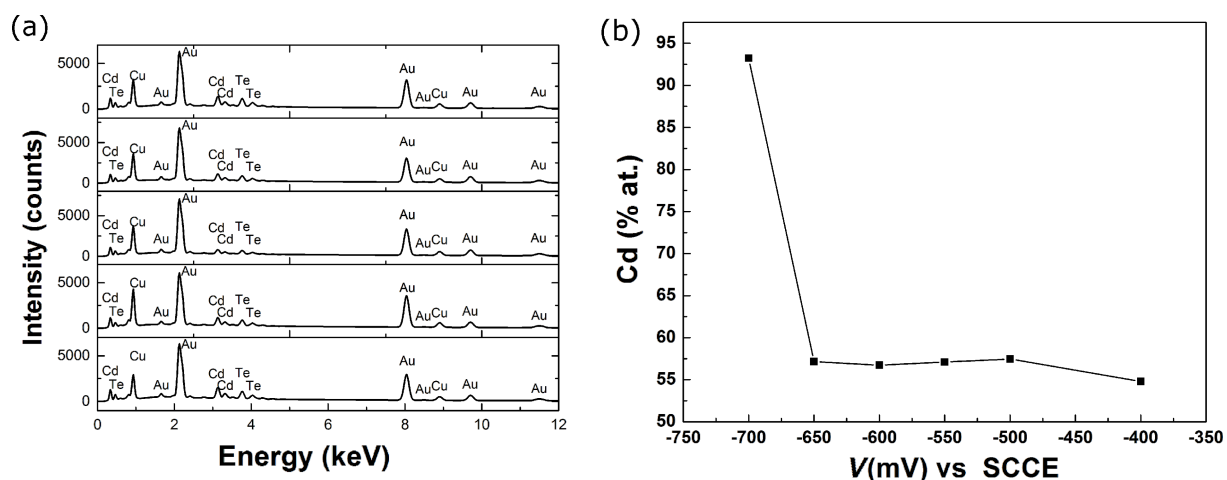 (a)
Intensity (counts)
5000
0
Cd
Te
Cu
Au
Au
Cd
Cd
Te
Te
Au
Au
Cu
Au
Au
5000
0
Cd
Te
Cu
Au
Au
Cd
Cd
Te
Te
Au
Au
Cu
Au
Au
5000
0
Cd
Te
Cu
Au
Au
Cd
Cd
Te
Te
Au
Au
Cu
Au
Au
5000
0
Cd
Te
Cu
Au
Au
Cd
Cd
Te
Te
Au
Au
Cu
Au
Au
5000
0
Cd
Te
Cu
Au
Au
Cd
Cd
Te
Te
Au
Au
Cu
Au
Au
0 2 4 6 8 10 12
Energy (keV)
(b)
Cd (% at.)
95
90
85
80
75
70
65
60
55
50
-750 -700 -650 -600 -550 -500 -450 -400 -350
V(mV) vs SCCE